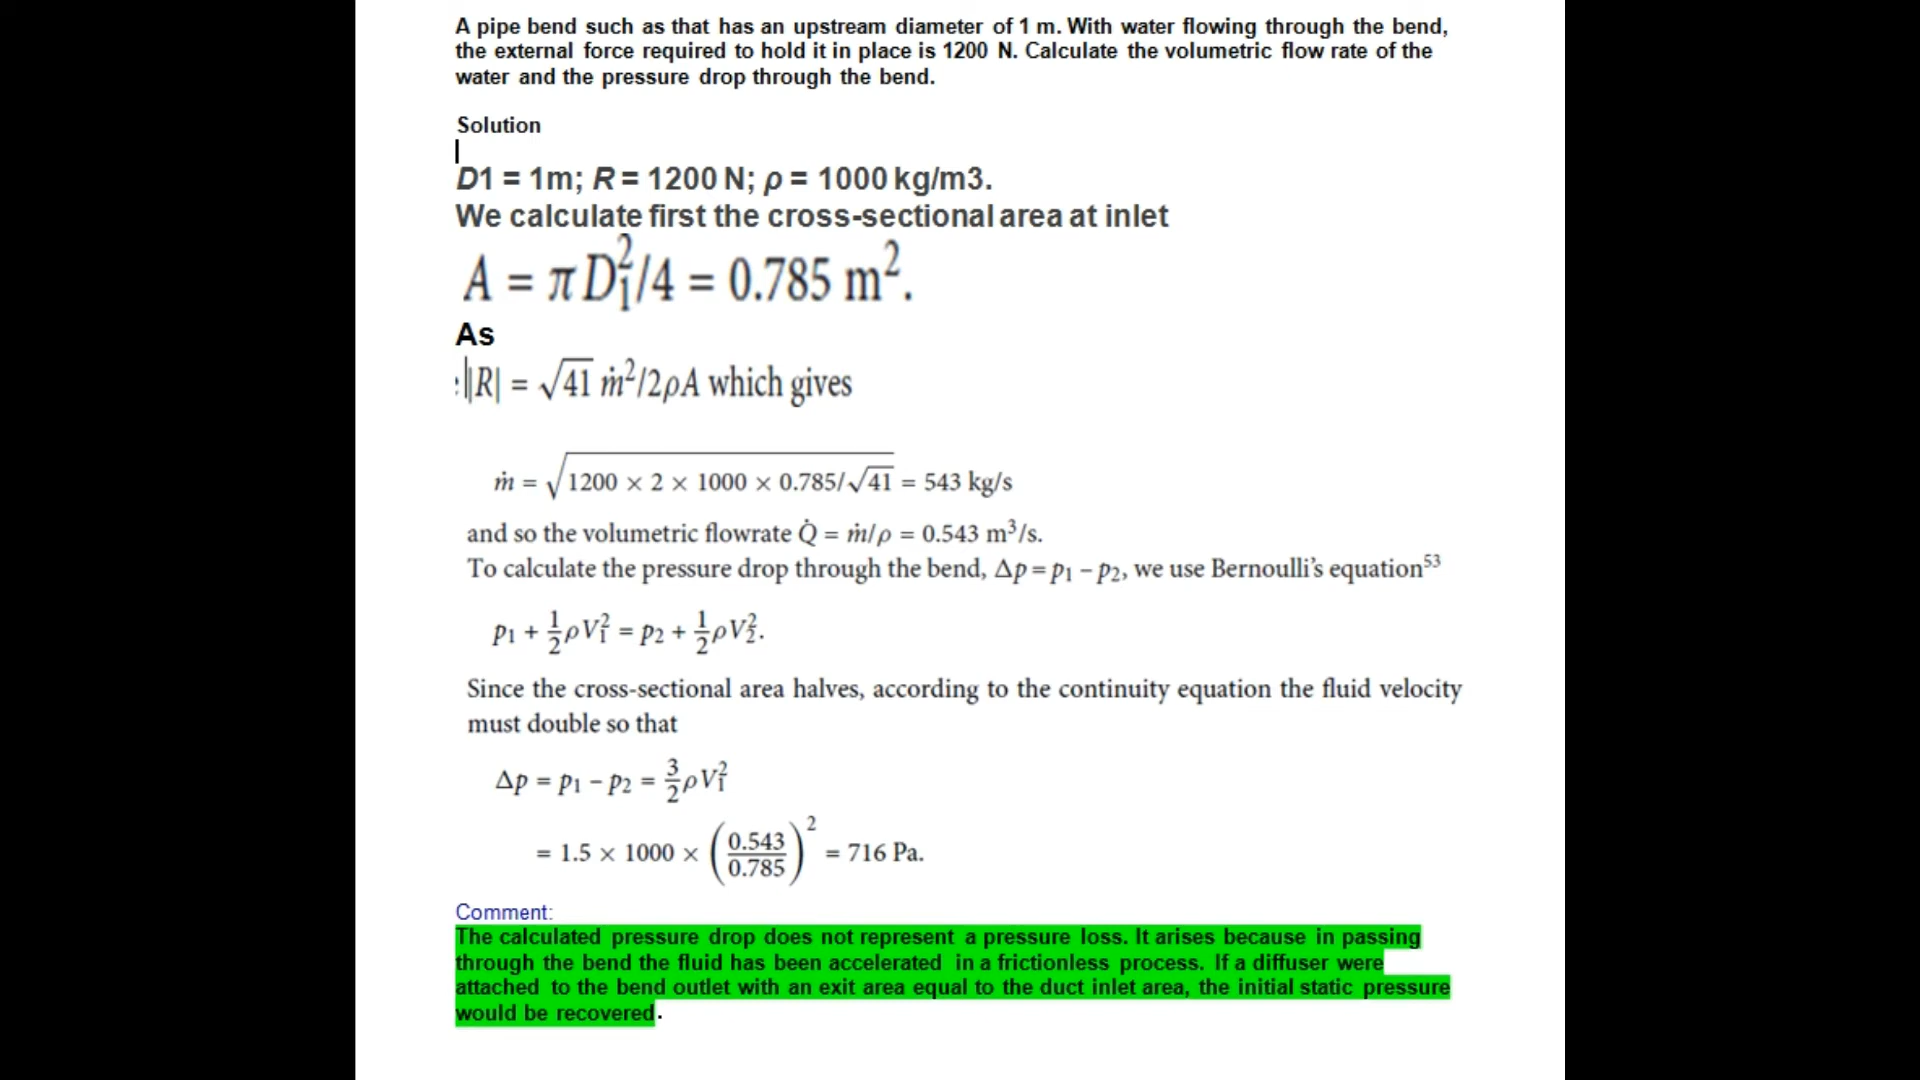 A pipe bend such as that has an upstream diameter of 1 m. With water flowing through the bend,
the external force required to hold it in place is 1200 N. Calculate the volumetric flow rate of the
water and the pressure drop through the bend.
Solution
D1 = 1m; R = 1200 N; ρ = 1000 kg/m3.
We calculate first the cross-sectional area at inlet
A = πD₁²/4 = 0.785 m².
As
|R| = √41 ṁ²/2ρA which gives
ṁ = √(1200 × 2 × 1000 × 0.785/√41) = 543 kg/s
and so the volumetric flowrate Q̇ = ṁ/ρ = 0.543 m³/s.
To calculate the pressure drop through the bend, Δp = p₁ − p₂, we use Bernoulli’s equation⁵³
p₁ + ½ρV₁² = p₂ + ½ρV₂².
Since the cross-sectional area halves, according to the continuity equation the fluid velocity
must double so that
Δp = p₁ − p₂ = 3/2 ρV₁²
= 1.5 × 1000 × (0.543/0.785)² = 716 Pa.
Comment:
The calculated pressure drop does not represent a pressure loss. It arises because in passing
through the bend the fluid has been accelerated in a frictionless process. If a diffuser were
attached to the bend outlet with an exit area equal to the duct inlet area, the initial static pressure
would be recovered.